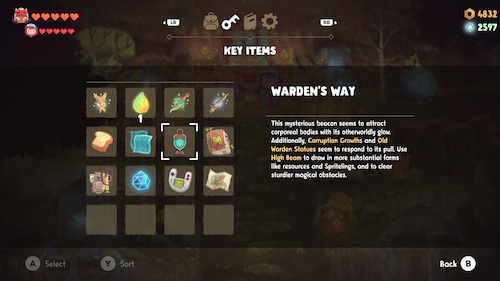 LB
RB
4832
2597
KEY ITEMS
1
WARDEN'S WAY
This mysterious beacon seems to attract
corporeal bodies with its otherworldly glow.
Additionally, Corruption Growths and Old
Warden Statues seem to respond to its pull. Use
High Beam to draw in more substantial forms
like resources and Spritelings, and to clear
sturdier magical obstacles.
A Select
Y Sort
Back B